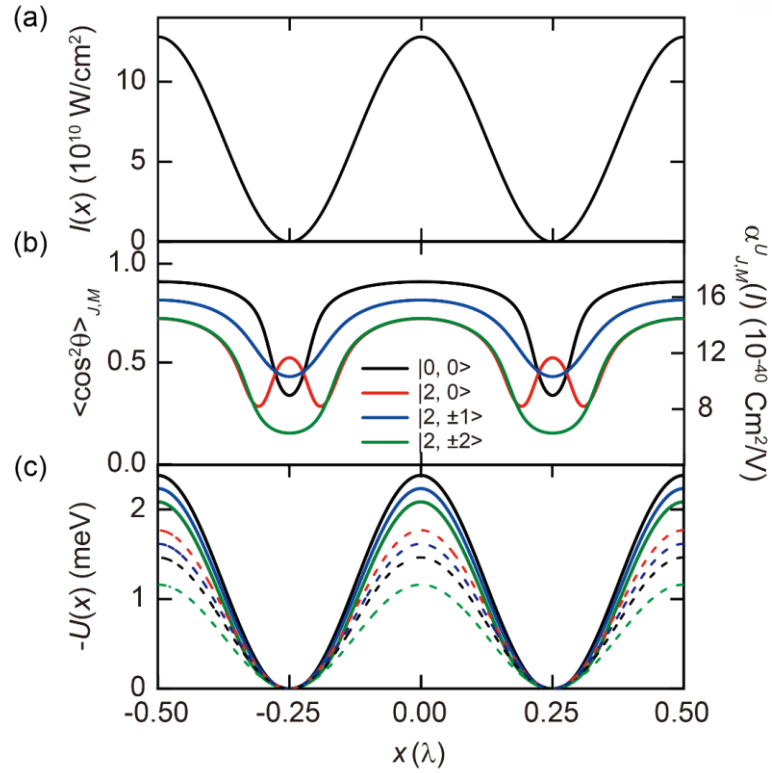 (a)
I(x) (10¹⁰ W/cm²)
10
5
0
(b)
<cos²θ> J,M
1.0
0.5
0.0
|0, 0>
|2, 0>
|2, ±1>
|2, ±2>
16
12
8
αᵁ J,M(I) (10⁻⁴⁰ Cm²/V)
(c)
-U(x) (meV)
2
1
0
-0.50 -0.25 0.00 0.25 0.50
x (λ)